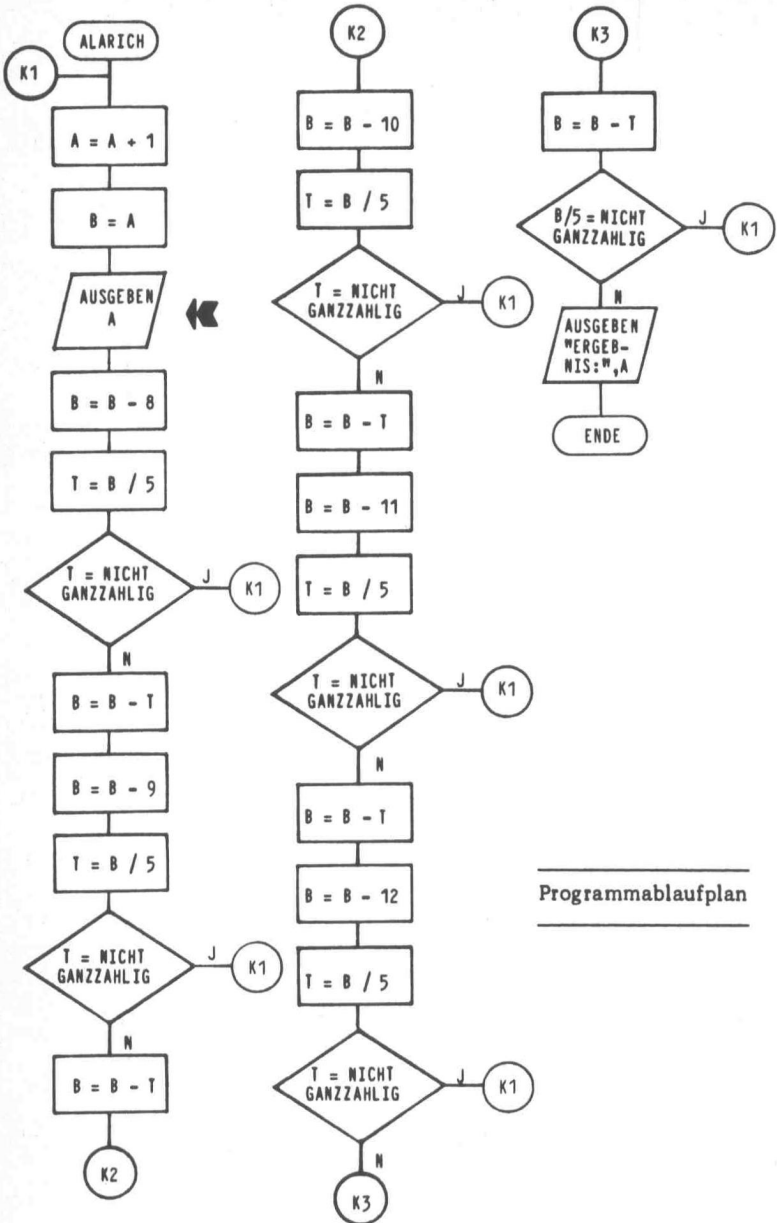 ALARICH
K1
A = A + 1
B = A
AUSGEBEN
A
B = B - 8
T = B / 5
T = NICHT
GANZZAHLIG
J
K1
N
B = B - T
B = B - 9
T = B / 5
T = NICHT
GANZZAHLIG
J
K1
N
B = B - T
K2
K2
B = B - 10
T = B / 5
T = NICHT
GANZZAHLIG
J
K1
N
B = B - T
B = B - 11
T = B / 5
T = NICHT
GANZZAHLIG
J
K1
N
B = B - T
B = B - 12
T = B / 5
T = NICHT
GANZZAHLIG
J
K1
N
K3
K3
B = B - T
B/5 = NICHT
GANZZAHLIG
J
K1
N
AUSGEBEN
"ERGEB-
NIS:",A
ENDE
Programmablaufplan